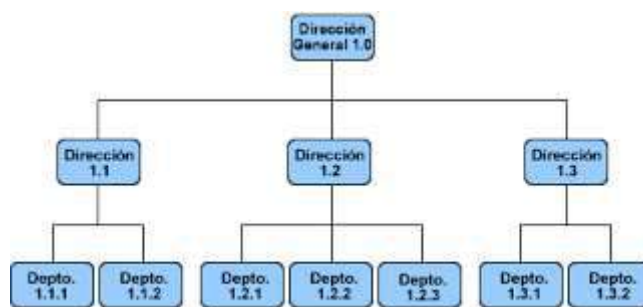 Dirección
General 1.0
Dirección
1.1
Dirección
1.2
Dirección
1.3
Depto.
1.1.1
Depto.
1.1.2
Depto.
1.2.1
Depto.
1.2.2
Depto.
1.2.3
Depto.
1.3.1
Depto.
1.3.2